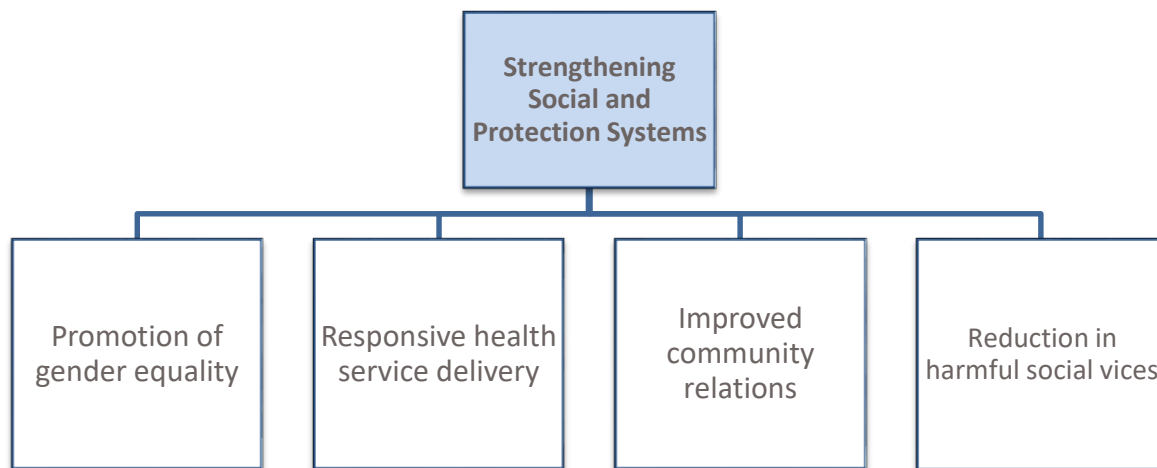 Strengthening
Social and
Protection Systems
Promotion of
gender equality
Responsive health
service delivery
Improved
community
relations
Reduction in
harmful social vices